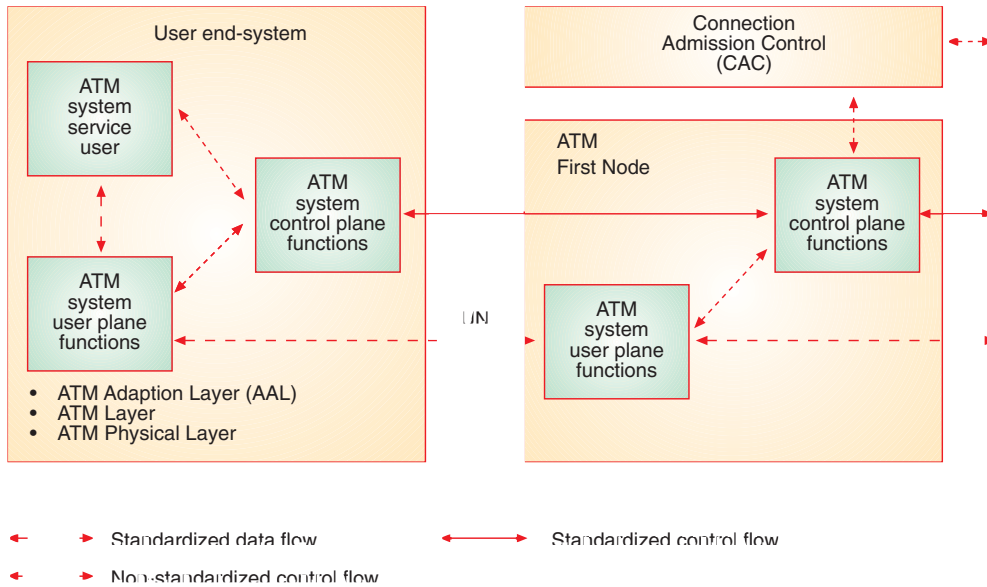 User end-system
ATM
system
service
user
ATM
system
control plane
functions
ATM
system
user plane
functions
• ATM Adaption Layer (AAL)
• ATM Layer
• ATM Physical Layer
Connection
Admission Control
(CAC)
ATM
First Node
ATM
system
control plane
functions
ATM
system
user plane
functions
Standardized data flow
Standardized control flow
Non-standardized control flow